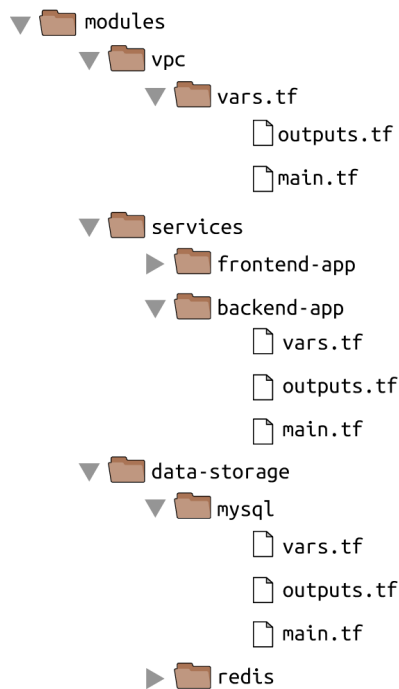 modules
vpc
vars.tf
outputs.tf
main.tf
services
frontend-app
backend-app
vars.tf
outputs.tf
main.tf
data-storage
mysql
vars.tf
outputs.tf
main.tf
redis